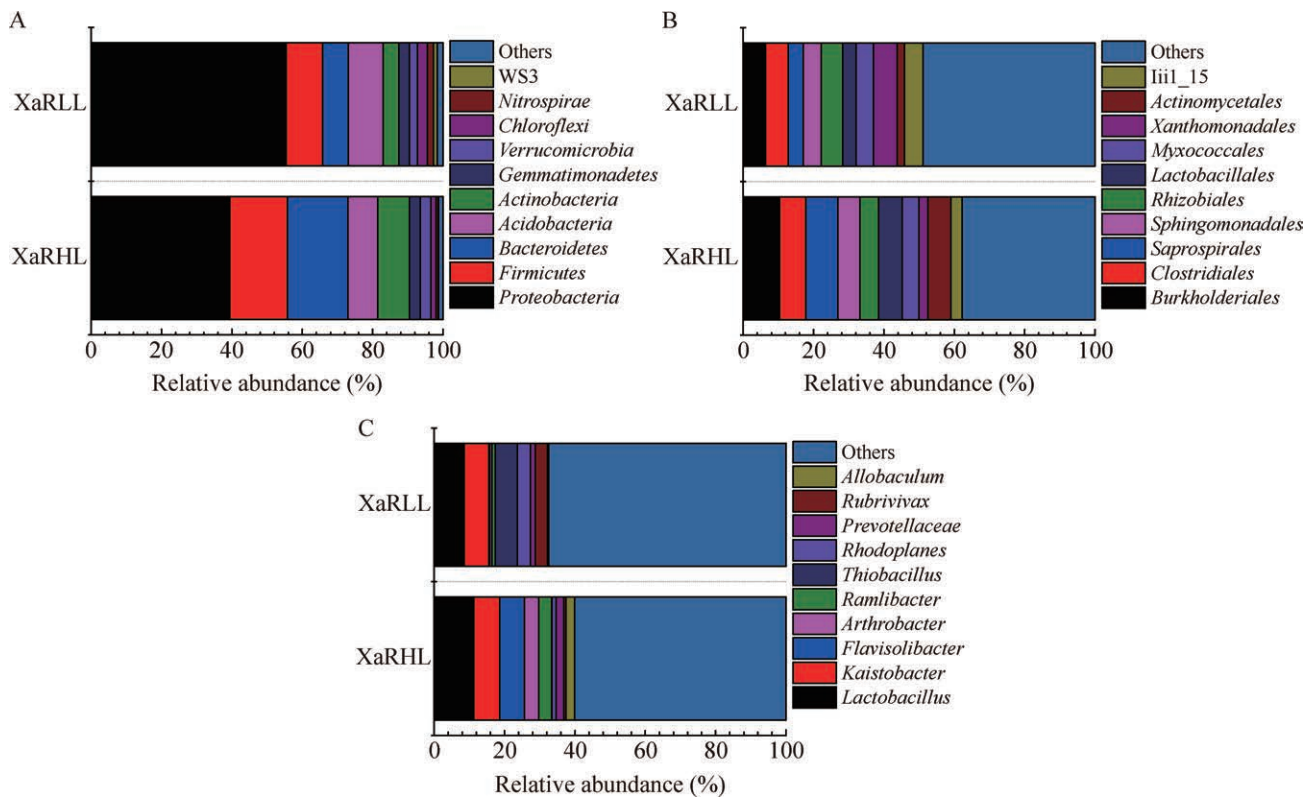 A
XaRLL
XaRHL
0 20 40 60 80 100
Relative abundance (%)
Others
WS3
Nitrospirae
Chloroflexi
Verrucomicrobia
Gemmatimonadetes
Actinobacteria
Acidobacteria
Bacteroidetes
Firmicutes
Proteobacteria
B
XaRLL
XaRHL
0 20 40 60 80 100
Relative abundance (%)
Others
Iii1_15
Actinomycetales
Xanthomonadales
Myxococcales
Lactobacillales
Rhizobiales
Sphingomonadales
Saprospirales
Clostridiales
Burkholderiales
C
XaRLL
XaRHL
0 20 40 60 80 100
Relative abundance (%)
Others
Allobaculum
Rubrivivax
Prevotellaceae
Rhodoplanes
Thiobacillus
Ramlibacter
Arthrobacter
Flavisolibacter
Kaistobacter
Lactobacillus